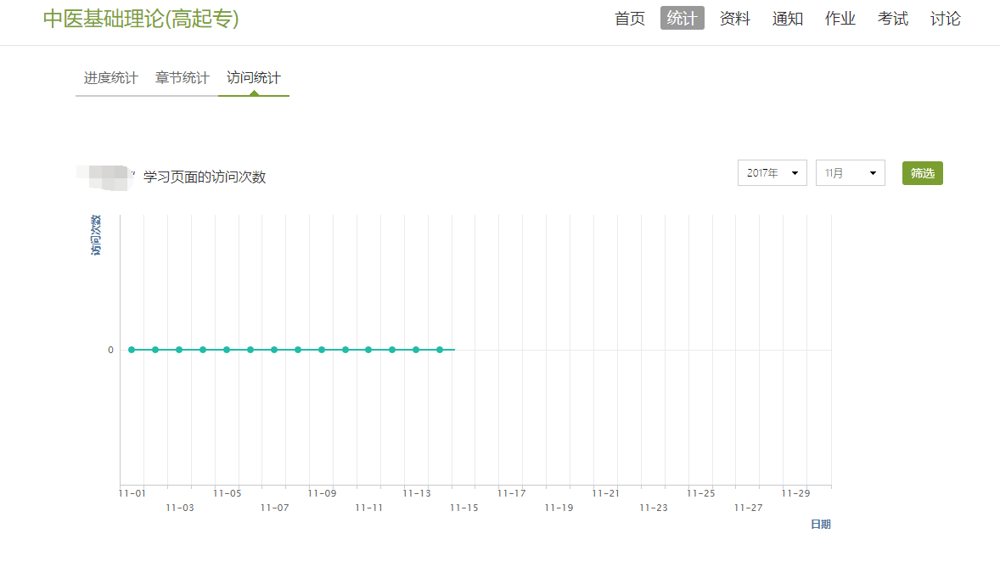 中医基础理论(高起专)
首页 统计 资料 通知 作业 考试 讨论
进度统计 章节统计 访问统计
” 学习页面的访问次数
2017年 11月 筛选
访问次数
0
11-01 11-05 11-09 11-13 11-17 11-21 11-25 11-29
11-03 11-07 11-11 11-15 11-19 11-23 11-27
日期